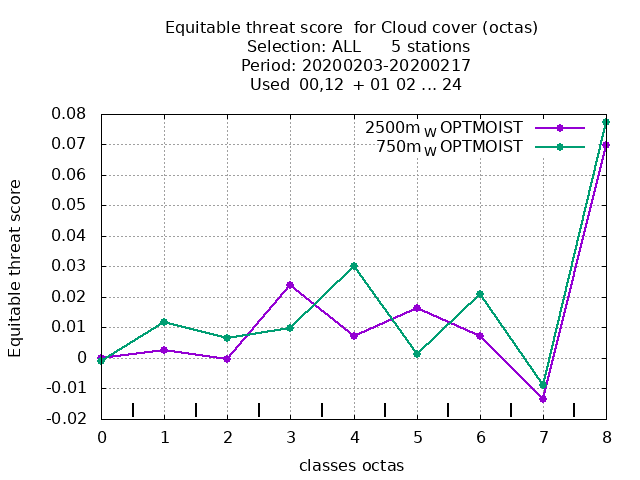 Equitable threat score  for Cloud cover (octas)
Selection: ALL      5 stations
Period: 20200203-20200217
Used  00,12  + 01 02 ... 24
2500m_W OPTMOIST
750m_W OPTMOIST
Equitable threat score
0.08
0.07
0.06
0.05
0.04
0.03
0.02
0.01
0
-0.01
-0.02
0 1 2 3 4 5 6 7 8
classes octas